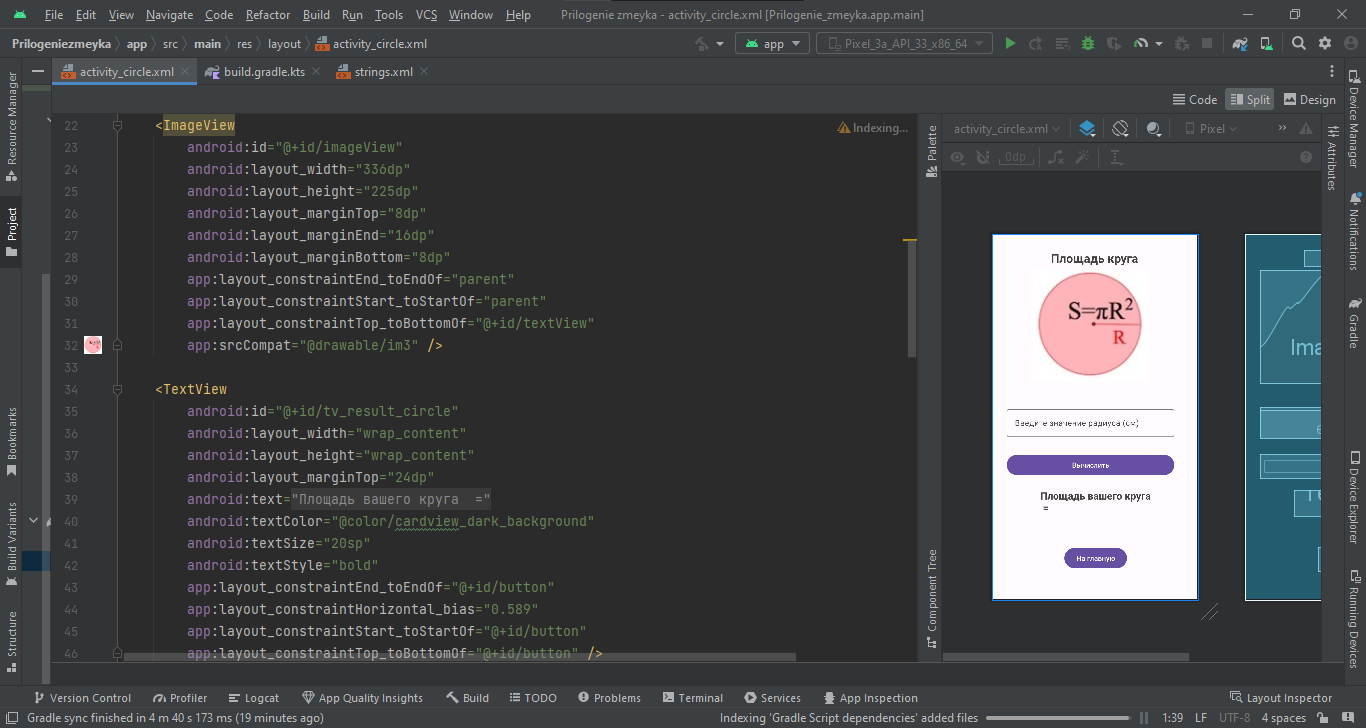 File Edit View Navigate Code Refactor Build Run Tools VCS Window Help Prilogenie zmeyka - activity_circle.xml [Prilogenie_zmeyka.app.main]
Prilogeniezmeyka app src main res layout activity_circle.xml app Pixel_3a_API_33_x86_64
activity_circle.xml build.gradle.kts strings.xml
Code Split Design
Resource Manager
Project
Bookmarks
Build Variants
Structure
22 <ImageView
23 android:id="@+id/imageView"
24 android:layout_width="336dp"
25 android:layout_height="225dp"
26 android:layout_marginTop="8dp"
27 android:layout_marginEnd="16dp"
28 android:layout_marginBottom="8dp"
29 app:layout_constraintEnd_toEndOf="parent"
30 app:layout_constraintStart_toStartOf="parent"
31 app:layout_constraintTop_toBottomOf="@+id/textView"
32 app:srcCompat="@drawable/im3" />
33
34 <TextView
35 android:id="@+id/tv_result_circle"
36 android:layout_width="wrap_content"
37 android:layout_height="wrap_content"
38 android:layout_marginTop="24dp"
39 android:text="Площадь вашего круга  ="
40 android:textColor="@color/cardview_dark_background"
41 android:textSize="20sp"
42 android:textStyle="bold"
43 app:layout_constraintEnd_toEndOf="@+id/button"
44 app:layout_constraintHorizontal_bias="0.589"
45 app:layout_constraintStart_toStartOf="@+id/button"
46 app:layout_constraintTop_toBottomOf="@+id/button" />
Indexing...
Palette
Component Tree
activity_circle.xml Pixel
0dp
Площадь круга
S=πR²
R
Введите значение радиуса (см)
Вычислить
Площадь вашего круга
=
На главную
Ima
Attributes
Device Manager
Notifications
Gradle
Device Explorer
Running Devices
Version Control Profiler Logcat App Quality Insights Build TODO Problems Terminal Services App Inspection Layout Inspector
Gradle sync finished in 4 m 40 s 173 ms (19 minutes ago) Indexing 'Gradle Script dependencies' added files 1:39 LF UTF-8 4 spaces